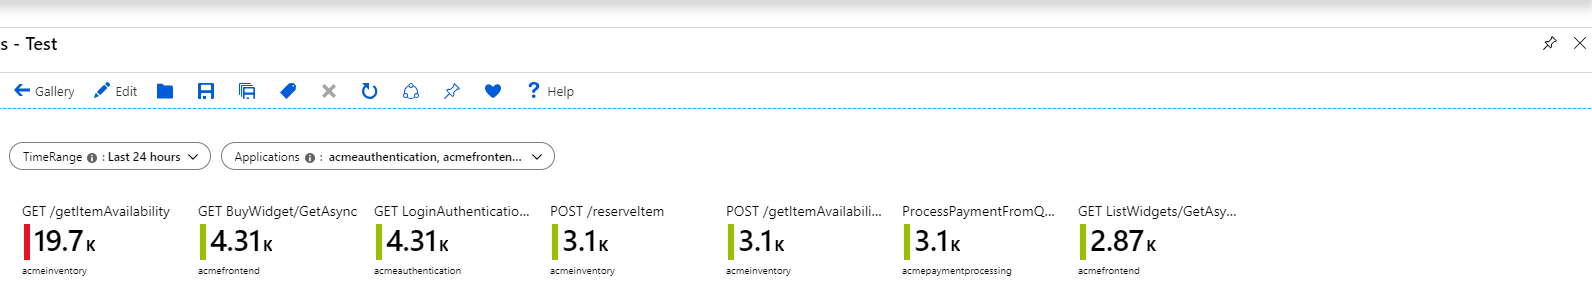 s - Test
Gallery Edit Help
TimeRange : Last 24 hours Applications : acmeauthentication, acmefronten...
GET /getItemAvailability GET BuyWidget/GetAsync GET LoginAuthenticatio... POST /reserveItem POST /getItemAvailabili... ProcessPaymentFromQ... GET ListWidgets/GetAsy...
19.7K 4.31K 4.31K 3.1K 3.1K 3.1K 2.87K
acmeinventory acmefrontend acmeauthentication acmeinventory acmeinventory acmepaymentprocessing acmefrontend